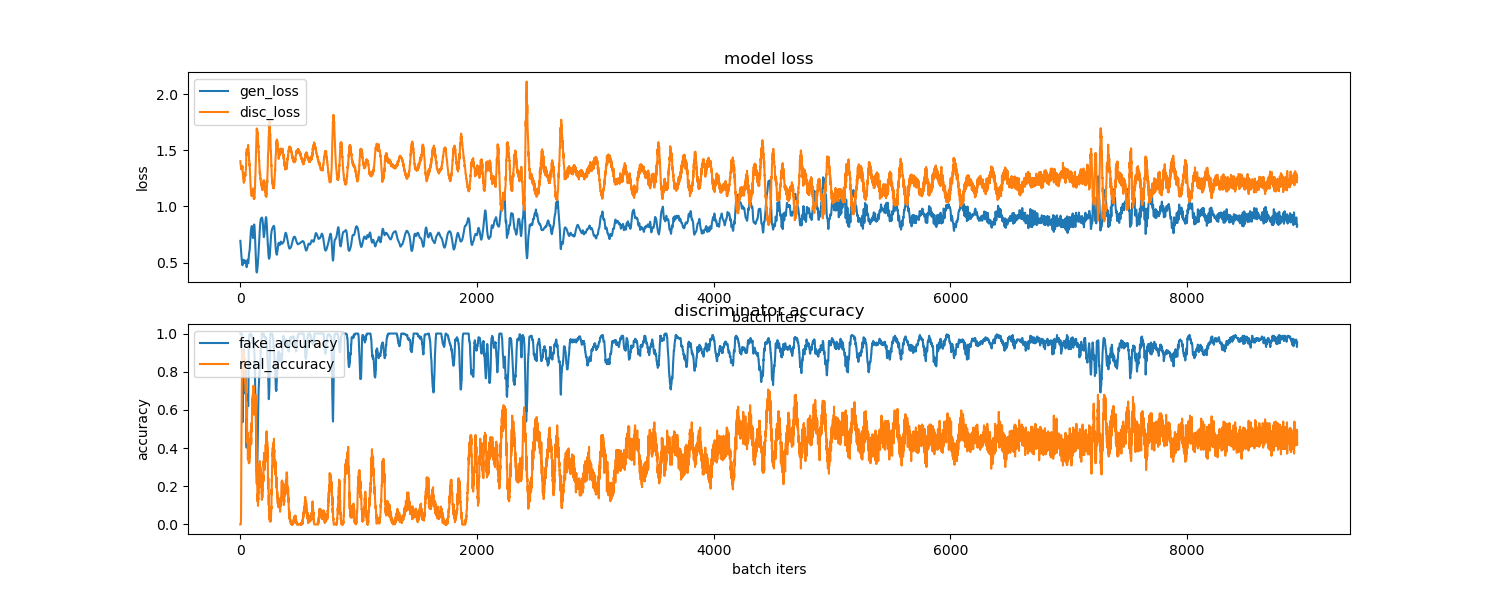 model loss
gen_loss
disc_loss
loss
2.0
1.5
1.0
0.5
0 2000 4000 6000 8000
batch iters
discriminator accuracy
fake_accuracy
real_accuracy
accuracy
1.0
0.8
0.6
0.4
0.2
0.0
0 2000 4000 6000 8000
batch iters